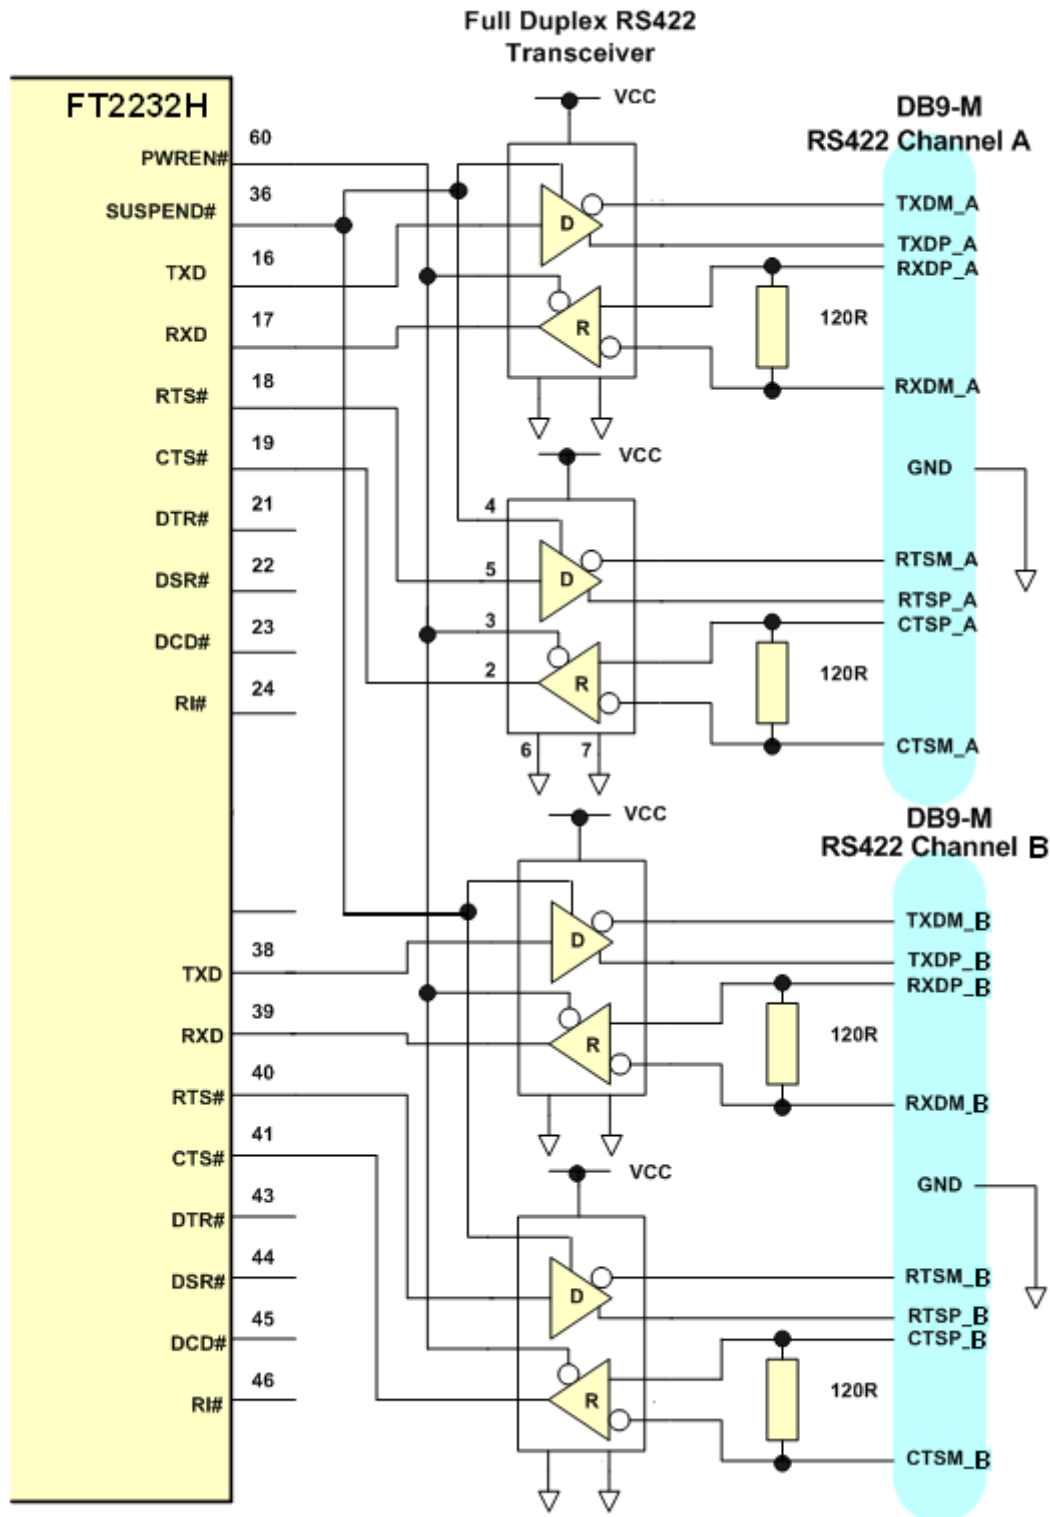 Full Duplex RS422
Transceiver
FT2232H
VCC
DB9-M
RS422 Channel A
60
PWREN#
36
SUSPEND#
16
TXD
17
RXD
18
RTS#
19
CTS#
21
DTR#
22
DSR#
23
DCD#
24
RI#
D
R
TXDM_A
TXDP_A
RXDP_A
120R
RXDM_A
VCC
GND
4
5
3
2
6
7
D
R
RTSM_A
RTSP_A
CTSP_A
120R
CTSM_A
VCC
DB9-M
RS422 Channel B
38
TXD
39
RXD
40
RTS#
41
CTS#
43
DTR#
44
DSR#
45
DCD#
46
RI#
D
R
TXDM_B
TXDP_B
RXDP_B
120R
RXDM_B
VCC
GND
D
R
RTSM_B
RTSP_B
CTSP_B
120R
CTSM_B